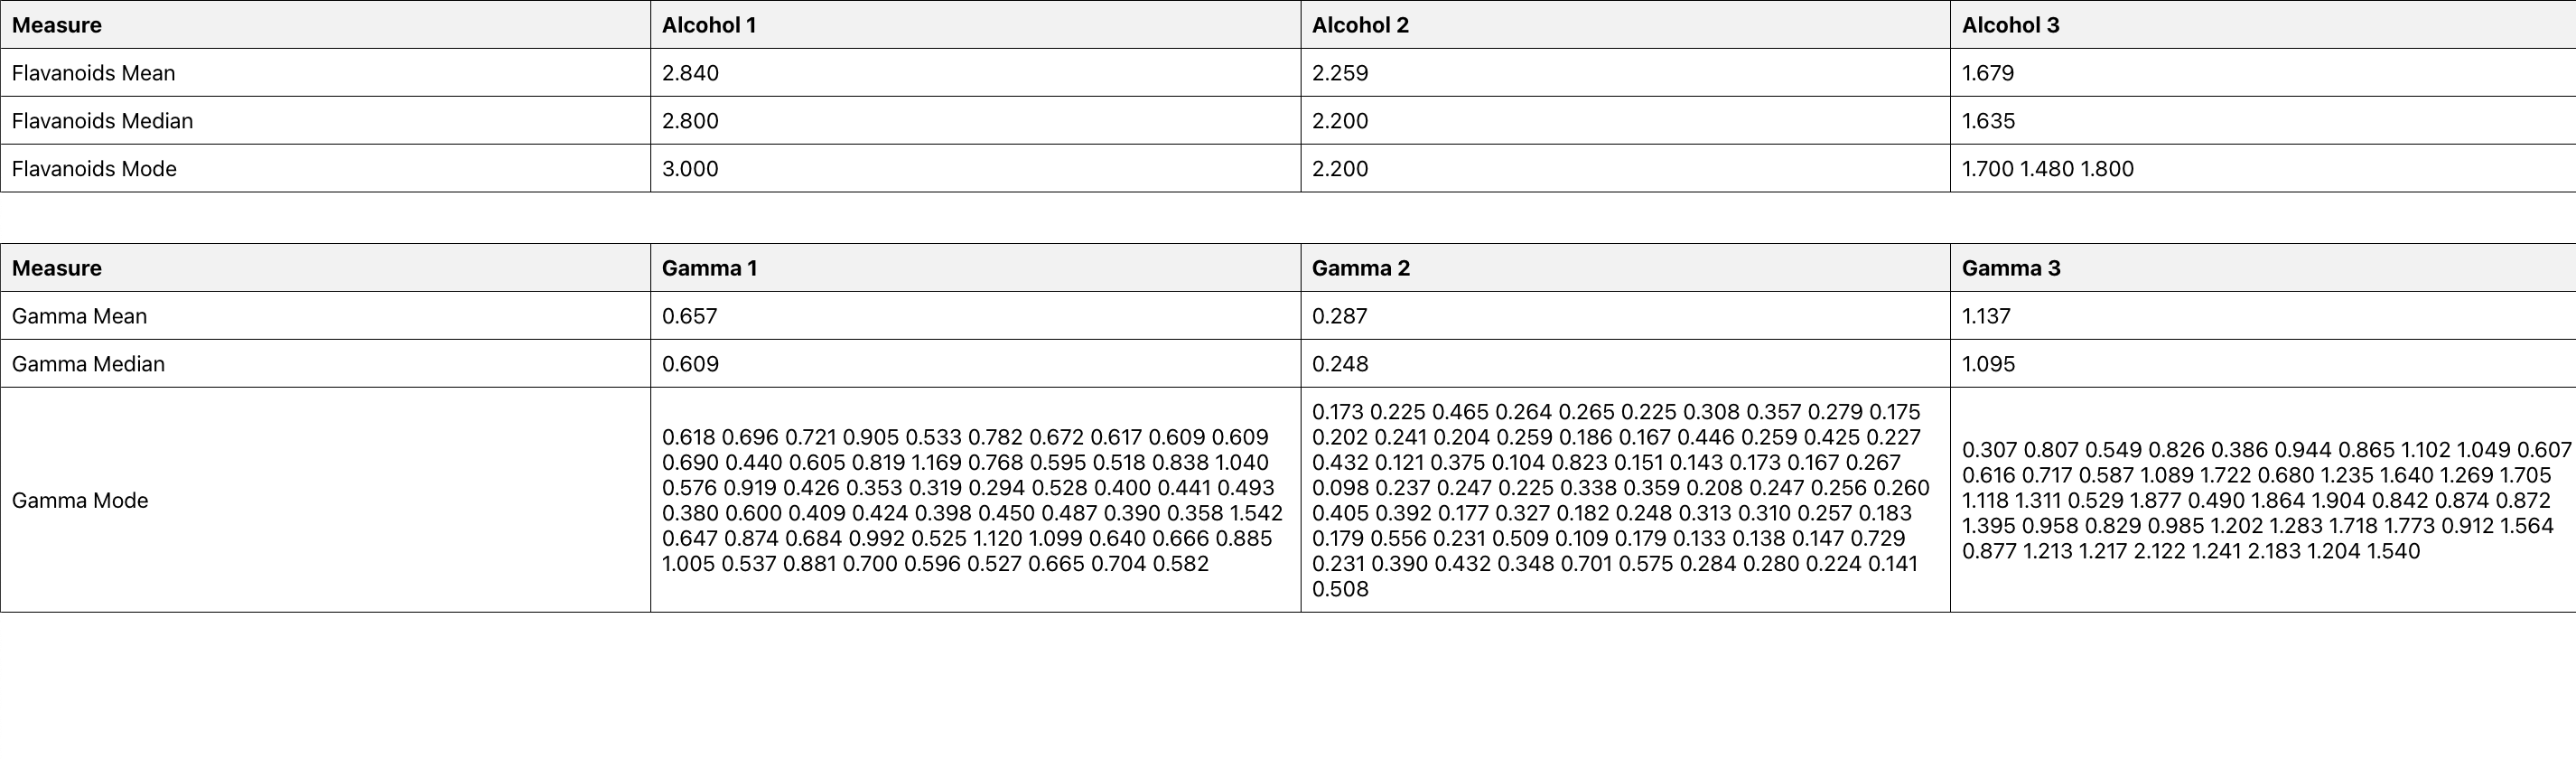 Measure Alcohol 1 Alcohol 2 Alcohol 3
Flavanoids Mean 2.840 2.259 1.679
Flavanoids Median 2.800 2.200 1.635
Flavanoids Mode 3.000 2.200 1.700 1.480 1.800
Measure Gamma 1 Gamma 2 Gamma 3
Gamma Mean 0.657 0.287 1.137
Gamma Median 0.609 0.248 1.095
Gamma Mode
0.618 0.696 0.721 0.905 0.533 0.782 0.672 0.617 0.609 0.609
0.690 0.440 0.605 0.819 1.169 0.768 0.595 0.518 0.838 1.040
0.576 0.919 0.426 0.353 0.319 0.294 0.528 0.400 0.441 0.493
0.380 0.600 0.409 0.424 0.398 0.450 0.487 0.390 0.358 1.542
0.647 0.874 0.684 0.992 0.525 1.120 1.099 0.640 0.666 0.885
1.005 0.537 0.881 0.700 0.596 0.527 0.665 0.704 0.582
0.173 0.225 0.465 0.264 0.265 0.225 0.308 0.357 0.279 0.175
0.202 0.241 0.204 0.259 0.186 0.167 0.446 0.259 0.425 0.227
0.432 0.121 0.375 0.104 0.823 0.151 0.143 0.173 0.167 0.267
0.098 0.237 0.247 0.225 0.338 0.359 0.208 0.247 0.256 0.260
0.405 0.392 0.177 0.327 0.182 0.248 0.313 0.310 0.257 0.183
0.179 0.556 0.231 0.509 0.109 0.179 0.133 0.138 0.147 0.729
0.231 0.390 0.432 0.348 0.701 0.575 0.284 0.280 0.224 0.141
0.508
0.307 0.807 0.549 0.826 0.386 0.944 0.865 1.102 1.049 0.607
0.616 0.717 0.587 1.089 1.722 0.680 1.235 1.640 1.269 1.705
1.118 1.311 0.529 1.877 0.490 1.864 1.904 0.842 0.874 0.872
1.395 0.958 0.829 0.985 1.202 1.283 1.718 1.773 0.912 1.564
0.877 1.213 1.217 2.122 1.241 2.183 1.204 1.540